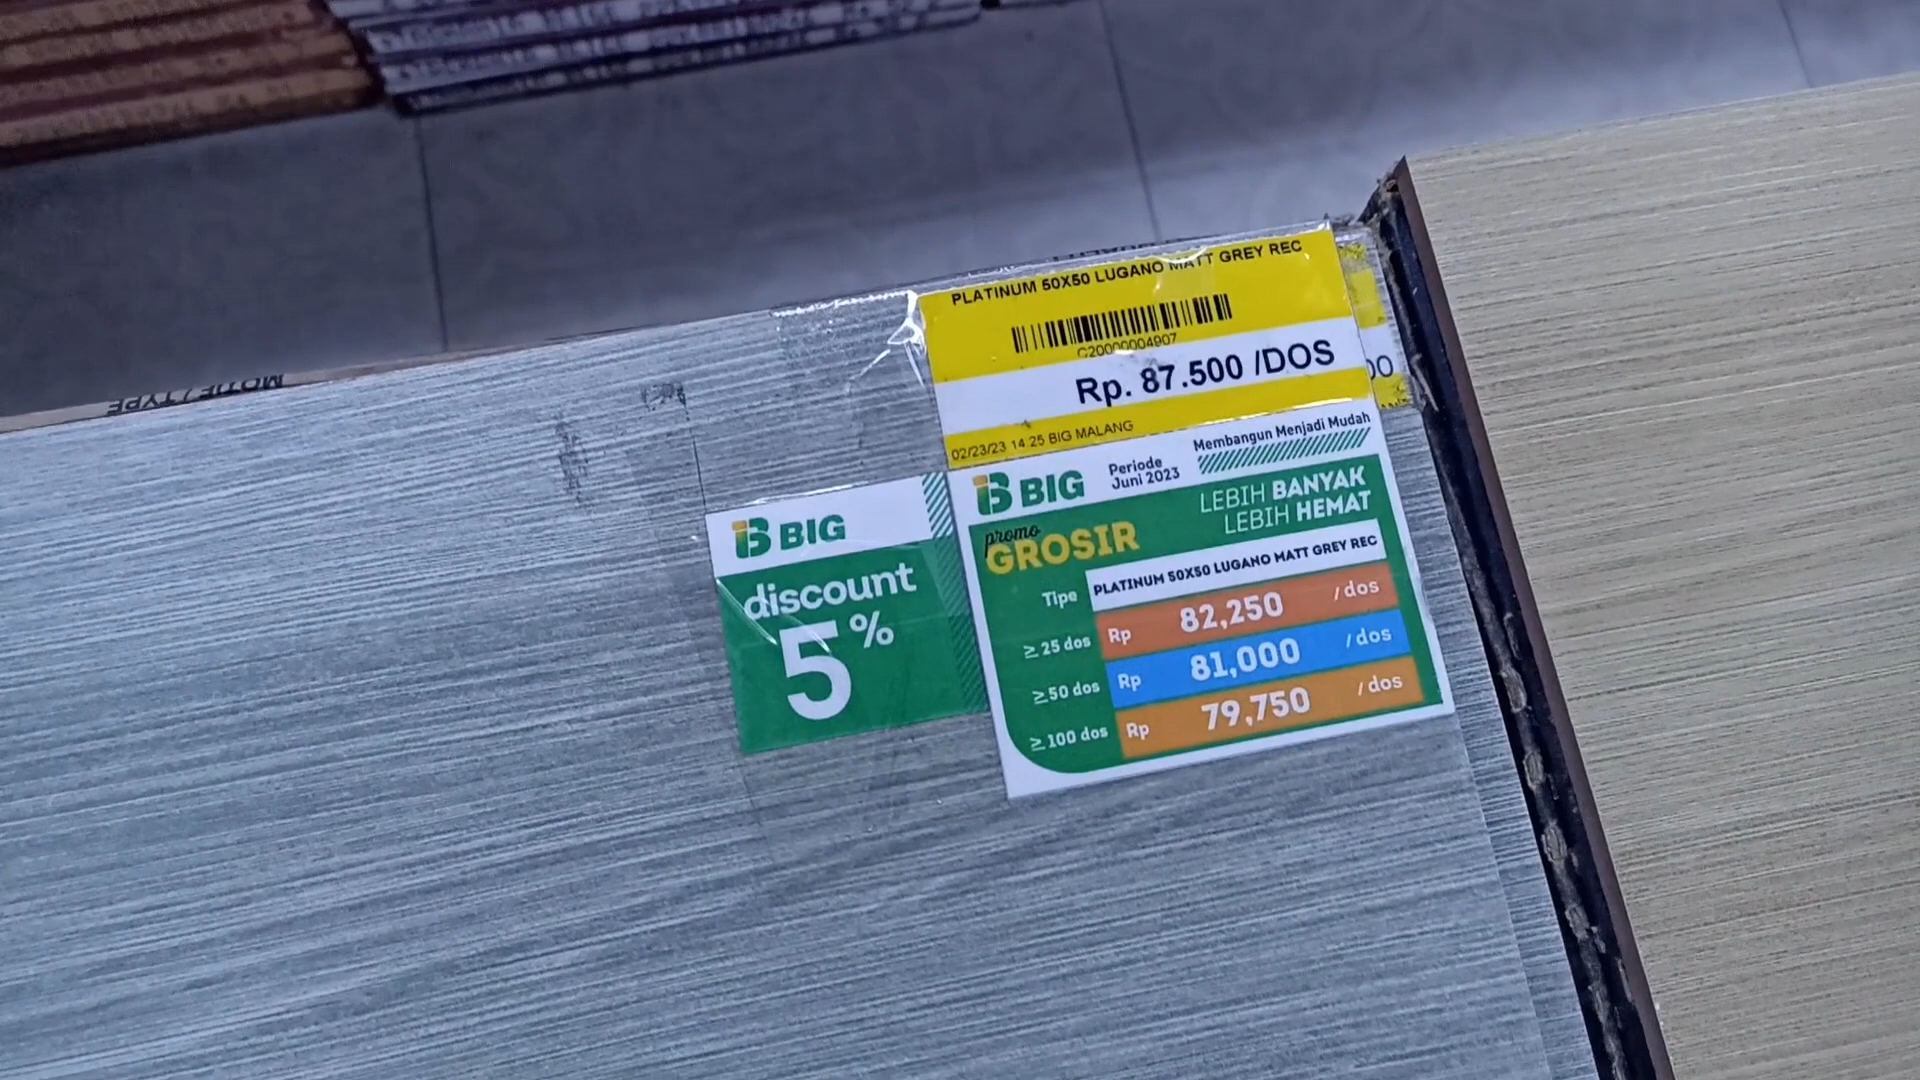 MOTIF / TYPE
PLATINUM 50X50 LUGANO MATT GREY REC
C20000004907
Rp. 87.500 /DOS
02/23/23 14:25 BIG MALANG
BIG
discount
5%
BIG
Periode
Juni 2023
Membangun Menjadi Mudah
promo
GROSIR
LEBIH BANYAK
LEBIH HEMAT
Tipe PLATINUM 50X50 LUGANO MATT GREY REC
≥ 25 dos Rp 82,250 / dos
≥50 dos Rp 81,000 / dos
≥ 100 dos Rp 79,750 / dos